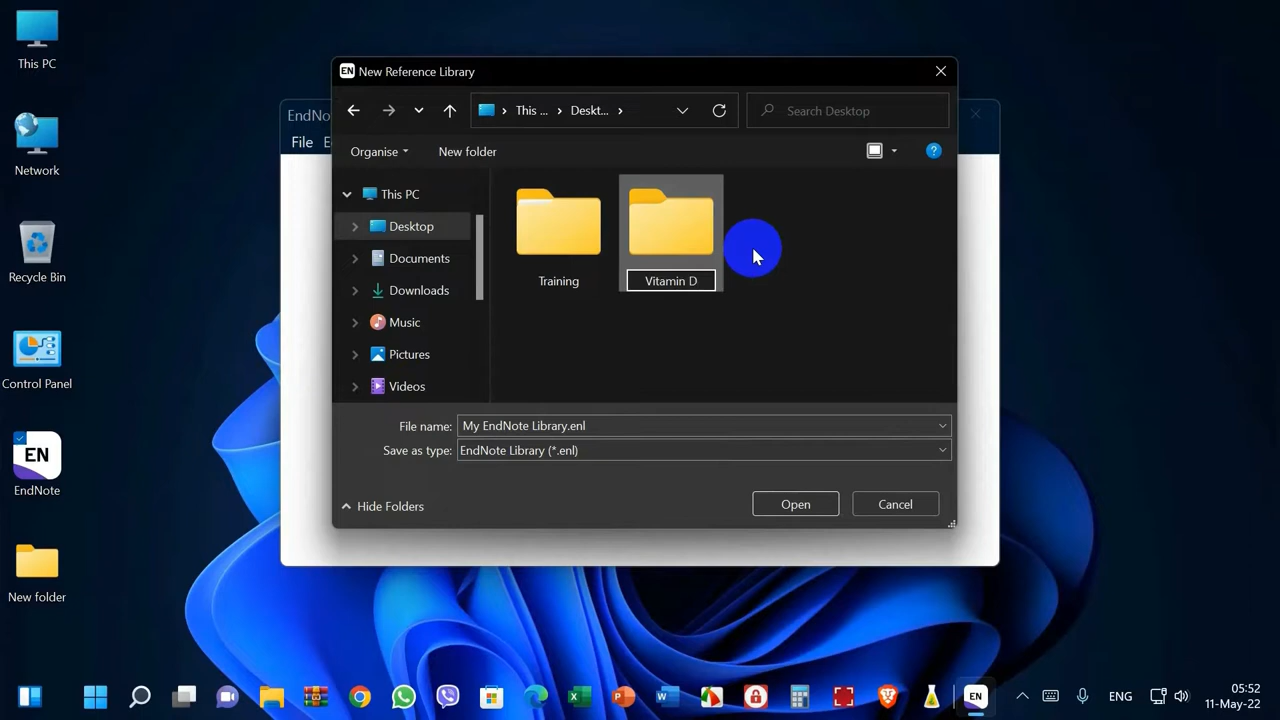 This PC
Network
Recycle Bin
Control Panel
EN
EndNote
New folder
EndNo
File E
EN New Reference Library
This ... Deskt...
Search Desktop
Organise
New folder
?
This PC
Desktop
Documents
Downloads
Music
Pictures
Videos
Training
Vitamin D
File name: My EndNote Library.enl
Save as type: EndNote Library (*.enl)
Hide Folders
Open
Cancel
X
P
W
EN
ENG
05:52
11-May-22